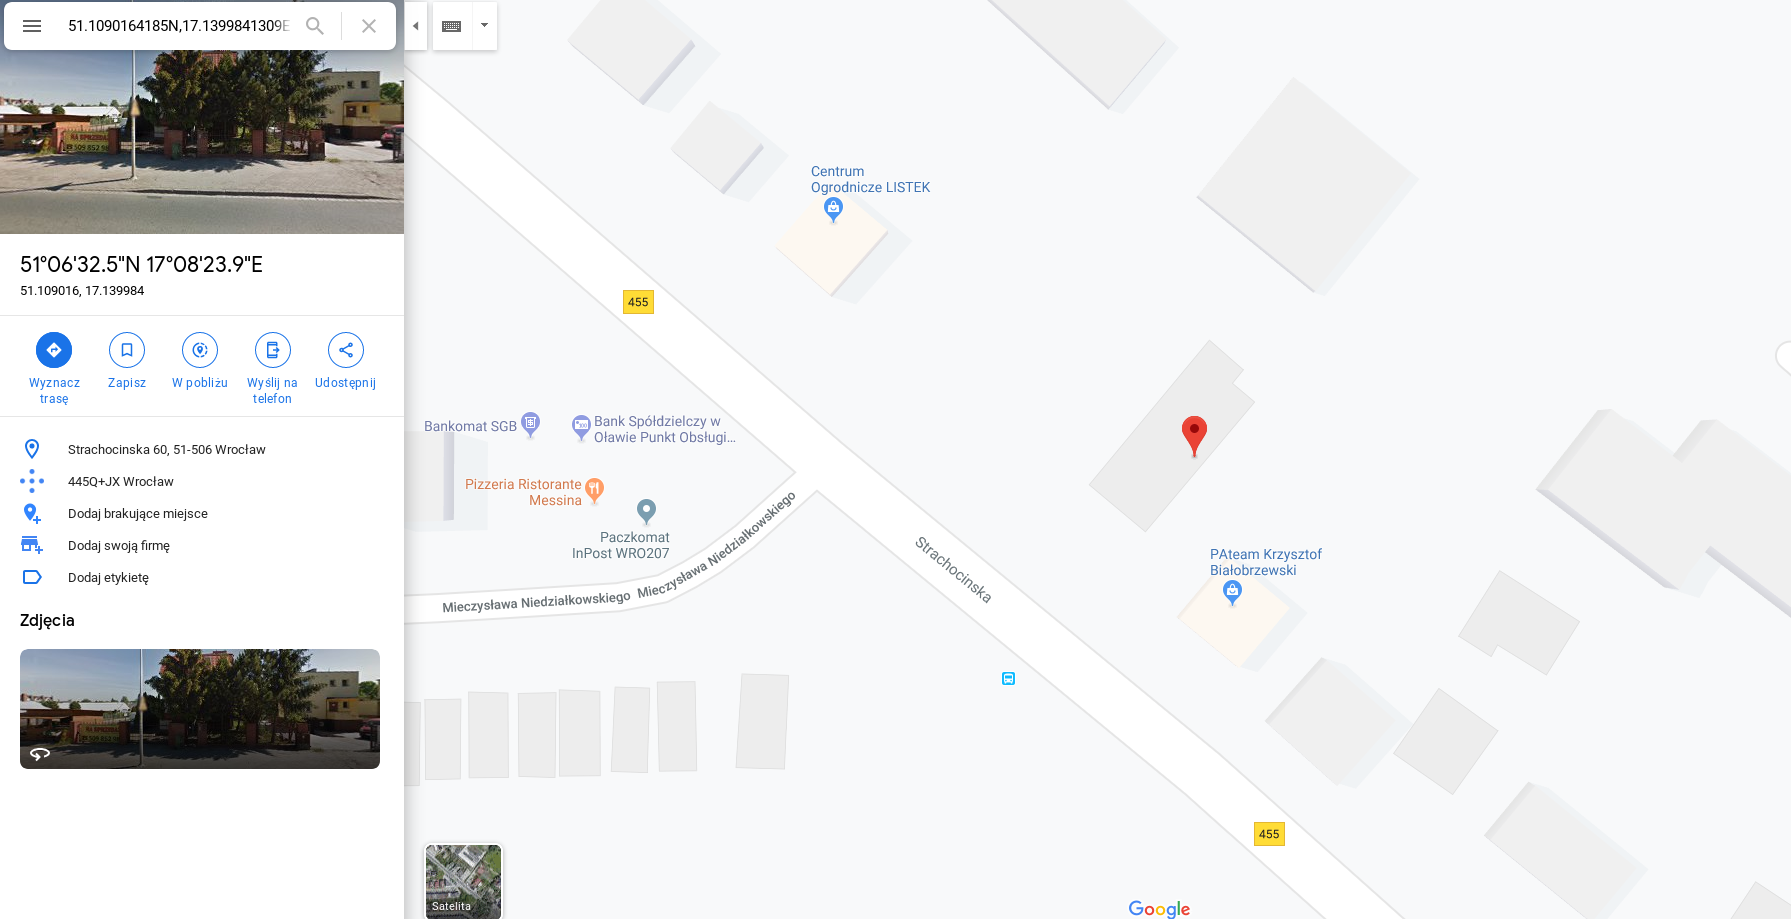 51.1090164185N,17.1399841309E
NA SPRZEDAŻ
51°06'32.5"N 17°08'23.9"E
51.109016, 17.139984
Wyznacz
trasę
Zapisz
W pobliżu
Wyślij na
telefon
Udostępnij
Strachocinska 60, 51-506 Wrocław
445Q+JX Wrocław
Dodaj brakujące miejsce
Dodaj swoją firmę
Dodaj etykietę
Zdjęcia
Centrum
Ogrodnicze LISTEK
455
Bankomat SGB
Bank Spółdzielczy w
Oławie Punkt Obsługi...
Pizzeria Ristorante
Messina
Paczkomat
InPost WRO207
Mieczysława Niedziałkowskiego
Mieczysława Niedziałkowskiego
Strachocinska
PAteam Krzysztof
Białobrzewski
455
Satelita
Google